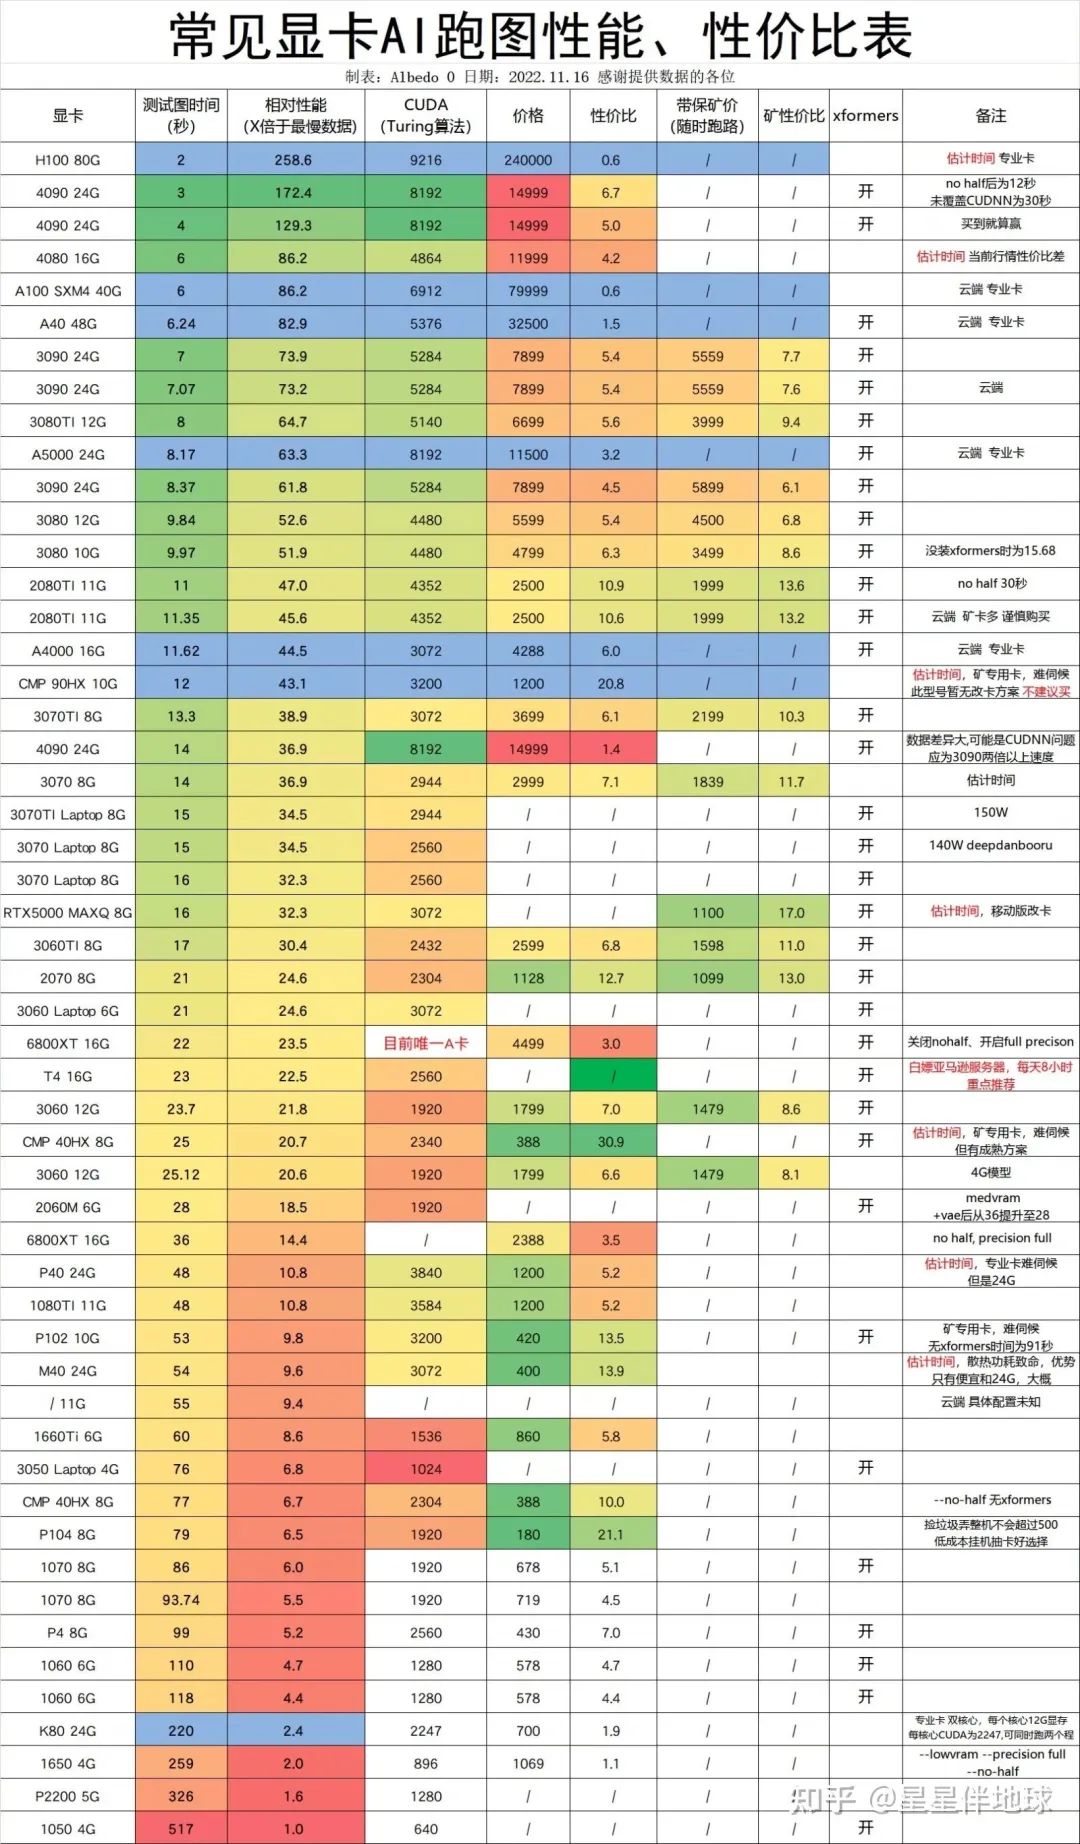 常见显卡AI跑图性能、性价比表
制表：Albedo 0 日期：2022.11.16 感谢提供数据的各位
显卡 测试图时间（秒） 相对性能（X倍于最慢数据） CUDA（Turing算法） 价格 性价比 带保矿价（随时跑路） 矿性价比 xformers 备注
H100 80G 2 258.6 9216 240000 0.6 / / 估计时间 专业卡
4090 24G 3 172.4 8192 14999 6.7 / / 开 no half后为12秒 未覆盖CUDNN为30秒
4090 24G 4 129.3 8192 14999 5.0 / / 开 买到就算赢
4080 16G 6 86.2 4864 11999 4.2 / / 估计时间 当前行情性价比差
A100 SXM4 40G 6 86.2 6912 79999 0.6 / / 云端 专业卡
A40 48G 6.24 82.9 5376 32500 1.5 / / 开 云端 专业卡
3090 24G 7 73.9 5284 7899 5.4 5559 7.7 开
3090 24G 7.07 73.2 5284 7899 5.4 5559 7.6 开 云端
3080TI 12G 8 64.7 5140 6699 5.6 3999 9.4 开
A5000 24G 8.17 63.3 8192 11500 3.2 / / 开 云端 专业卡
3090 24G 8.37 61.8 5284 7899 4.5 5899 6.1 开
3080 12G 9.84 52.6 4480 5599 5.4 4500 6.8 开
3080 10G 9.97 51.9 4480 4799 6.3 3499 8.6 开 没装xformers时为15.68
2080TI 11G 11 47.0 4352 2500 10.9 1999 13.6 开 no half 30秒
2080TI 11G 11.35 45.6 4352 2500 10.6 1999 13.2 开 云端 矿卡多 谨慎购买
A4000 16G 11.62 44.5 3072 4288 6.0 / / 开 云端 专业卡
CMP 90HX 10G 12 43.1 3200 1200 20.8 / / 估计时间，矿专用卡，难伺候 此型号暂无改卡方案 不建议买
3070TI 8G 13.3 38.9 3072 3699 6.1 2199 10.3 开
4090 24G 14 36.9 8192 14999 1.4 / / 开 数据差异大,可能是CUDNN问题 应为3090两倍以上速度
3070 8G 14 36.9 2944 2999 7.1 1839 11.7 估计时间
3070TI Laptop 8G 15 34.5 2944 / / / / 开 150W
3070 Laptop 8G 15 34.5 2560 / / / / 开 140W deepdanbooru
3070 Laptop 8G 16 32.3 2560 / / / / 开
RTX5000 MAXQ 8G 16 32.3 3072 / / 1100 17.0 开 估计时间，移动版改卡
3060TI 8G 17 30.4 2432 2599 6.8 1598 11.0 开
2070 8G 21 24.6 2304 1128 12.7 1099 13.0 开
3060 Laptop 6G 21 24.6 3072 / / / / 开
6800XT 16G 22 23.5 目前唯一A卡 4499 3.0 / / 开 关闭nohalf、开启full precison
T4 16G 23 22.5 2560 / / / / 开 白嫖亚马逊服务器，每天8小时 重点推荐
3060 12G 23.7 21.8 1920 1799 7.0 1479 8.6 开
CMP 40HX 8G 25 20.7 2340 388 30.9 / / 开 估计时间，矿专用卡，难伺候 但有成熟方案
3060 12G 25.12 20.6 1920 1799 6.6 1479 8.1 4G模型
2060M 6G 28 18.5 1920 / / / / 开 medvram +vae后从36提升至28
6800XT 16G 36 14.4 / 2388 3.5 / / no half, precision full
P40 24G 48 10.8 3840 1200 5.2 / / 估计时间，专业卡难伺候 但是24G
1080TI 11G 48 10.8 3584 1200 5.2 / /
P102 10G 53 9.8 3200 420 13.5 / / 开 矿专用卡，难伺候 无xformers时间为91秒
M40 24G 54 9.6 3072 400 13.9 / / 估计时间，散热功耗致命，优势 只有便宜和24G，大概
/ 11G 55 9.4 / / / / / 云端 具体配置未知
1660Ti 6G 60 8.6 1536 860 5.8 / /
3050 Laptop 4G 76 6.8 1024 / / / / 开
CMP 40HX 8G 77 6.7 2304 388 10.0 / / --no-half 无xformers
P104 8G 79 6.5 1920 180 21.1 / / 捡垃圾弄整机不会超过500 低成本挂机抽卡好选择
1070 8G 86 6.0 1920 678 5.1 / / 开
1070 8G 93.74 5.5 1920 719 4.5 / /
P4 8G 99 5.2 2560 430 7.0 / / 开
1060 6G 110 4.7 1280 578 4.7 / / 开
1060 6G 118 4.4 1280 578 4.4 / / 开
K80 24G 220 2.4 2247 700 1.9 / / 专业卡 双核心，每个核心12G显存 每核心CUDA为2247,可同时跑两个程
1650 4G 259 2.0 896 1069 1.1 / / --lowvram --precision full --no-half
P2200 5G 326 1.6 1280 / / / /
1050 4G 517 1.0 640 / / / / 开
知乎 @星星伴地球